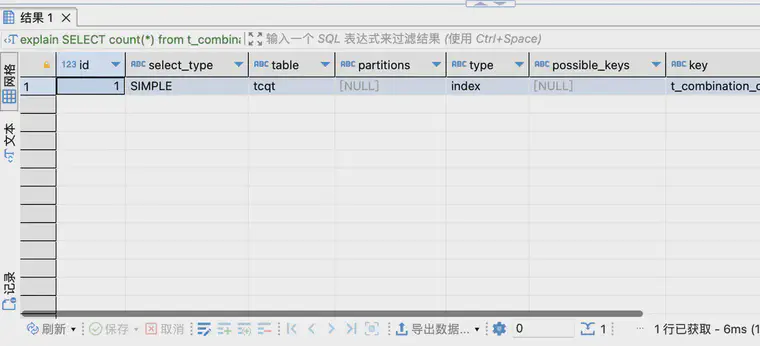 结果 1
explain SELECT count(*) from t_combina
输入一个 SQL 表达式来过滤结果 (使用 Ctrl+Space)
网格
文本
记录
123 id ABC select_type ABC table ABC partitions ABC type ABC possible_keys ABC key
1 1 SIMPLE tcqt [NULL] index [NULL] t_combination_c
刷新 保存 取消 导出数据... 0 1 ... 1 行已获取 - 6ms (1